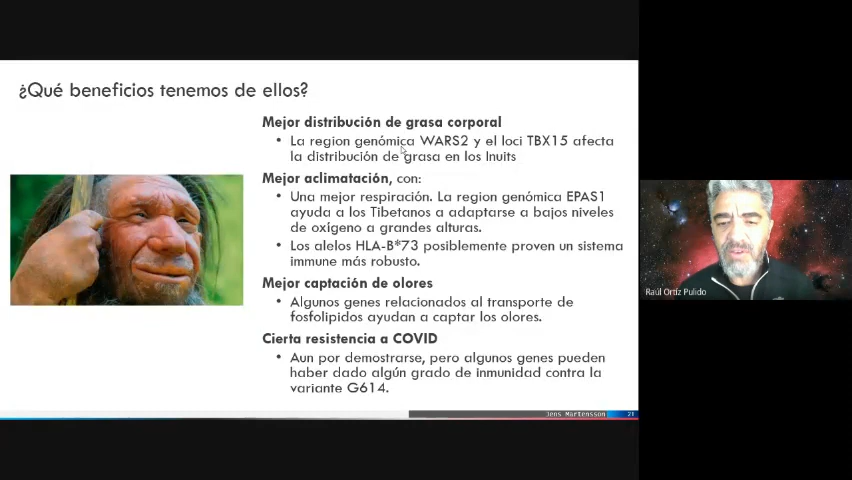 ¿Qué beneficios tenemos de ellos?
Mejor distribución de grasa corporal
• La region genómica WARS2 y el loci TBX15 afecta
la distribución de grasa en los Inuits
Mejor aclimatación, con:
• Una mejor respiración. La region genómica EPAS1
ayuda a los Tibetanos a adaptarse a bajos niveles
de oxígeno a grandes alturas.
• Los alelos HLA-B*73 posiblemente proven un sistema
immune más robusto.
Mejor captación de olores
• Algunos genes relacionados al transporte de
fosfolipidos ayudan a captar los olores.
Cierta resistencia a COVID
• Aun por demostrarse, pero algunos genes pueden
haber dado algún grado de inmunidad contra la
variante G614.
Jens Martensson 21
Raúl Ortíz Pulido